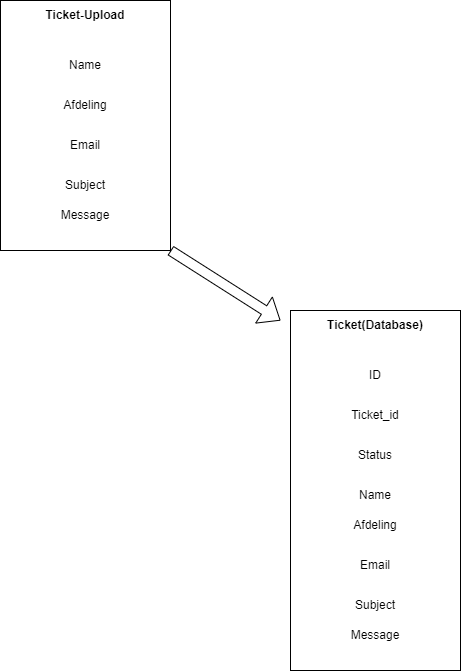 Ticket-Upload
Name
Afdeling
Email
Subject
Message
Ticket(Database)
ID
Ticket_id
Status
Name
Afdeling
Email
Subject
Message